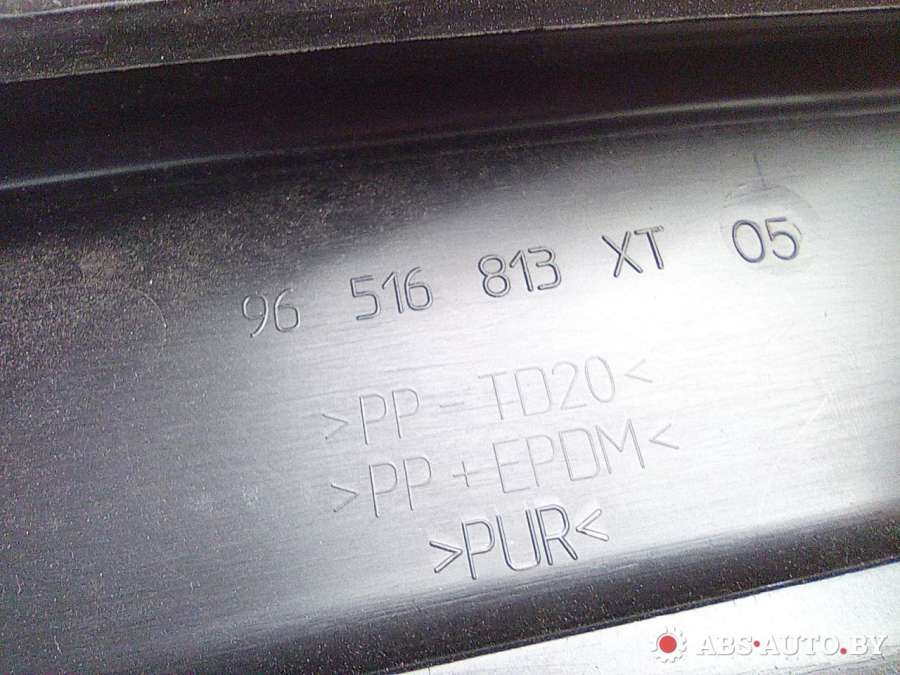 96 516 813 XT 05
>PP-TD20<
>PP+EPDM<
>PUR<
ABS-AUTO.BY